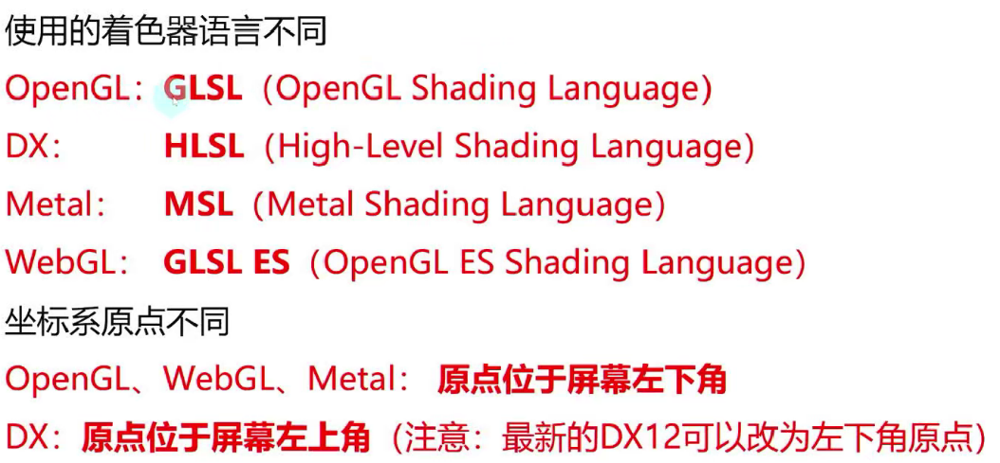 使用的着色器语言不同
OpenGL：GLSL（OpenGL Shading Language）
DX： HLSL（High-Level Shading Language）
Metal： MSL（Metal Shading Language）
WebGL： GLSL ES（OpenGL ES Shading Language）
坐标系原点不同
OpenGL、WebGL、Metal： 原点位于屏幕左下角
DX：原点位于屏幕左上角（注意：最新的DX12可以改为左下角原点）